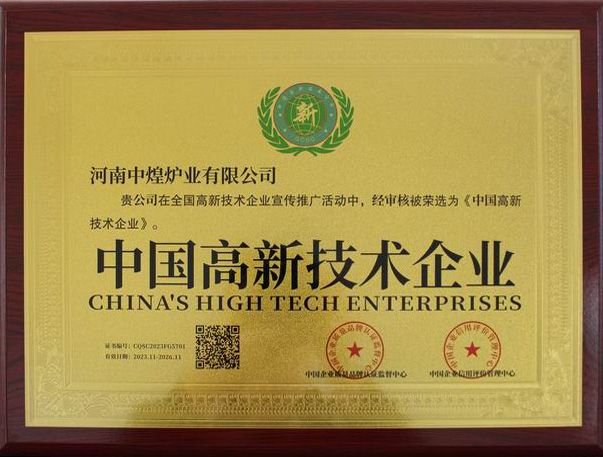 新
河南中煌炉业有限公司
贵公司在全国高新技术企业宣传推广活动中，经审核被荣选为《中国高新
技术企业》。
中国高新技术企业
CHINA'S HIGH TECH ENTERPRISES
证书编号：CQSC2023FG5701
有效日期：2023.11-2026.11
中国企业质量品牌认证监督中心
中国企业信用评价管理中心